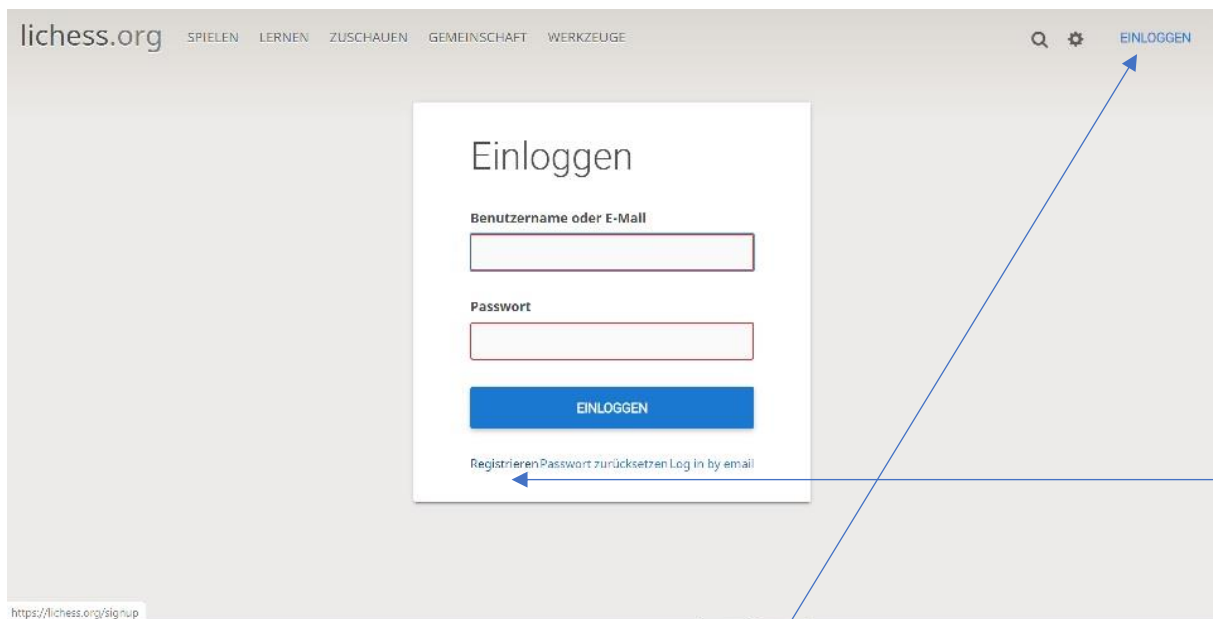 lichess.org SPIELEN LERNEN ZUSCHAUEN GEMEINSCHAFT WERKZEUGE EINLOGGEN
Einloggen
Benutzername oder E-Mail
Passwort
EINLOGGEN
Registrieren Passwort zurücksetzen Log in by email
https://lichess.org/signup